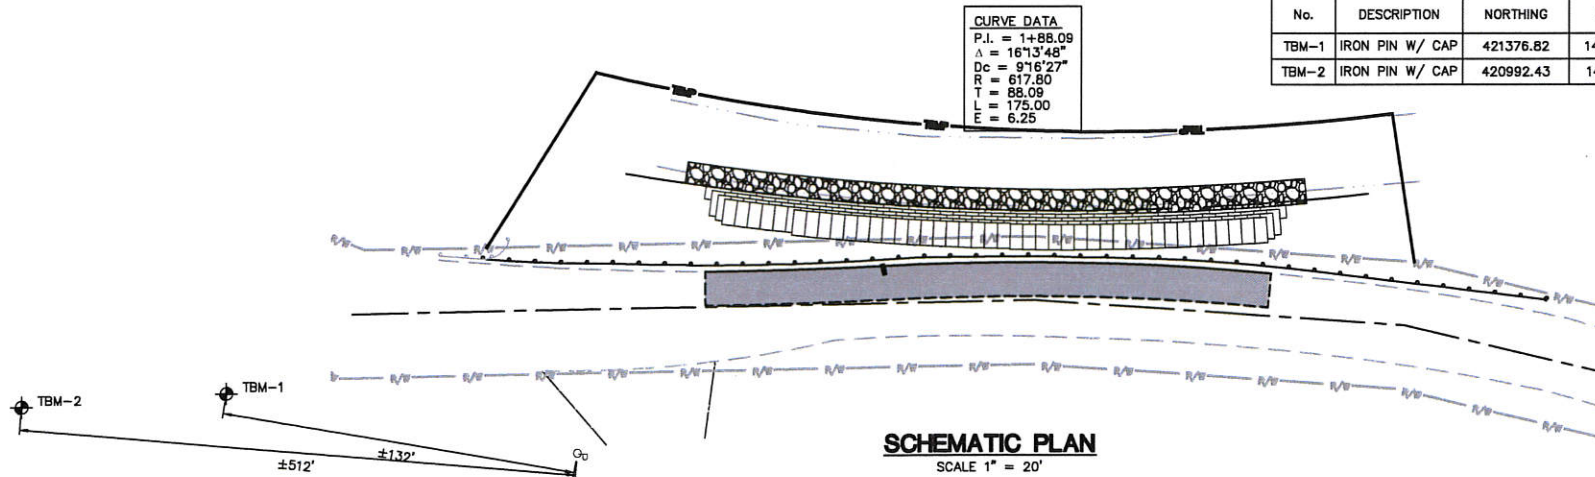 CURVE DATA
P.I. = 1+88.09
Δ = 16°13'48"
Dc = 9°16'27"
R = 617.80
T = 88.09
L = 175.00
E = 6.25
No. DESCRIPTION NORTHING
TBM-1 IRON PIN W/ CAP 421376.82 14
TBM-2 IRON PIN W/ CAP 420992.43 14
R/W R/W R/W R/W R/W R/W R/W R/W R/W R/W R/W R/W R/W R/W R/W R/W R/W
R/W R/W R/W R/W R/W R/W R/W R/W R/W R/W R/W R/W R/W R/W R/W R/W
TBM-1
TBM-2
±132'
±512'
SCHEMATIC PLAN
SCALE 1" = 20'